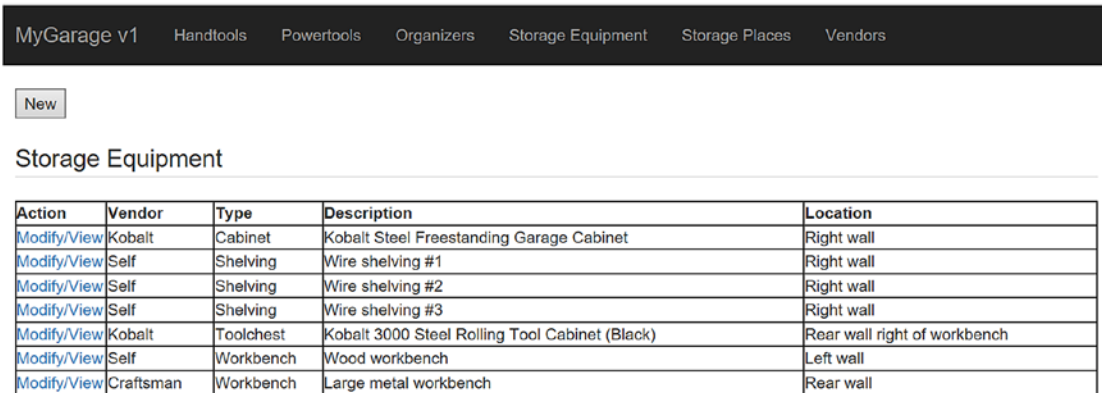 MyGarage v1 Handtools Powertools Organizers Storage Equipment Storage Places Vendors
New
Storage Equipment
Action Vendor Type Description Location
Modify/View Kobalt Cabinet Kobalt Steel Freestanding Garage Cabinet Right wall
Modify/View Self Shelving Wire shelving #1 Right wall
Modify/View Self Shelving Wire shelving #2 Right wall
Modify/View Self Shelving Wire shelving #3 Right wall
Modify/View Kobalt Toolchest Kobalt 3000 Steel Rolling Tool Cabinet (Black) Rear wall right of workbench
Modify/View Self Workbench Wood workbench Left wall
Modify/View Craftsman Workbench Large metal workbench Rear wall